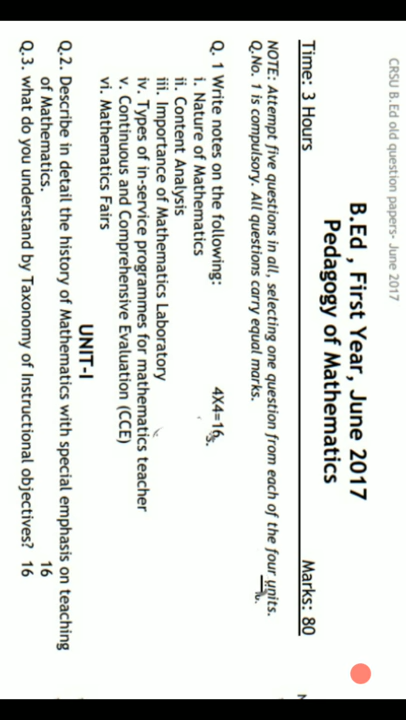 CRSU B.Ed old question papers- June 2017
B.Ed , First Year, June 2017
Pedagogy of Mathematics
Time: 3 Hours Marks: 80
NOTE: Attempt five questions in all, selecting one question from each of the four units.
Q.No. 1 is compulsory. All questions carry equal marks.
Q. 1 Write notes on the following: 4X4=16
i. Nature of Mathematics
ii. Content Analysis
iii. Importance of Mathematics Laboratory
iv. Types of in-service programmes for mathematics teacher
v. Continuous and Comprehensive Evaluation (CCE)
vi. Mathematics Fairs
UNIT-I
Q.2. Describe in detail the history of Mathematics with special emphasis on teaching
of Mathematics. 16
Q.3. what do you understand by Taxonomy of Instructional objectives? 16